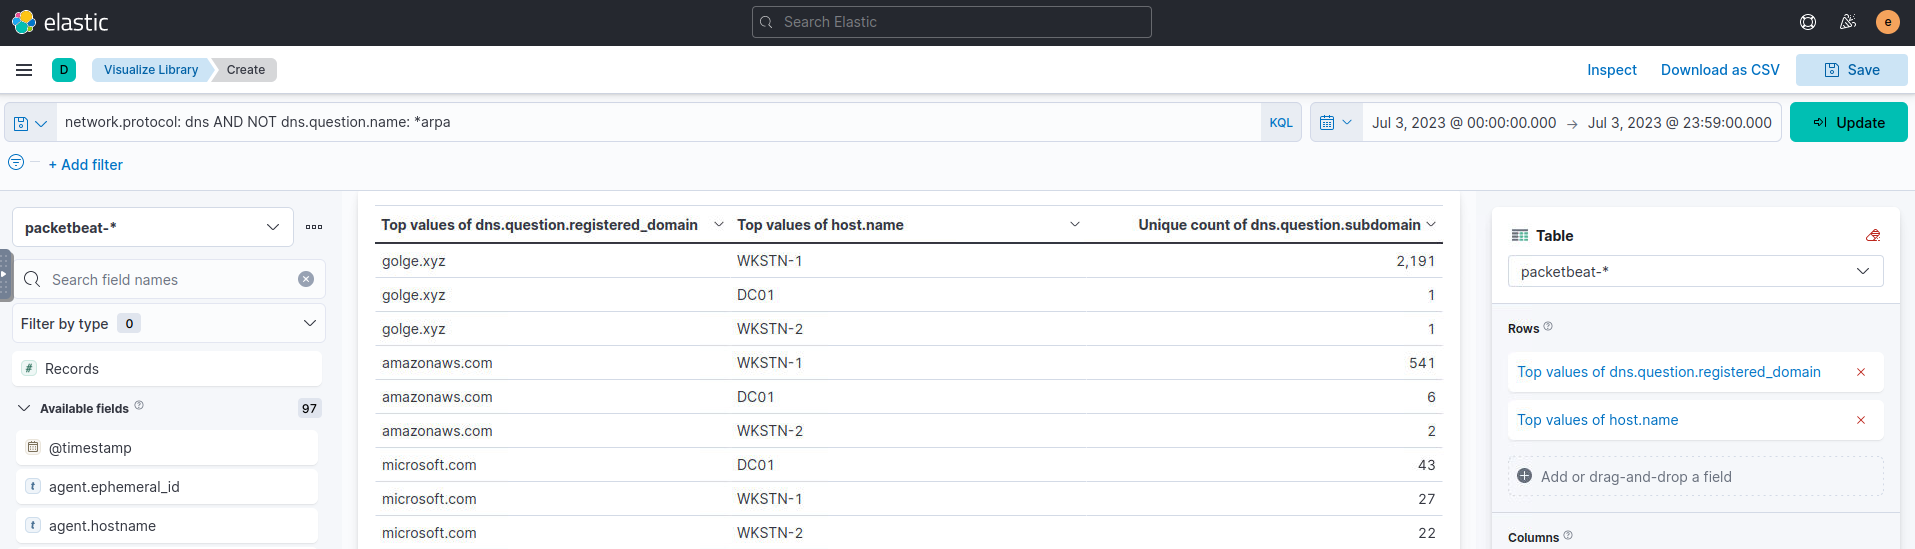 elastic
Search Elastic
e
D
Visualize Library
Create
Inspect
Download as CSV
Save
network.protocol: dns AND NOT dns.question.name: *arpa
KQL
Jul 3, 2023 @ 00:00:00.000 → Jul 3, 2023 @ 23:59:00.000
Update
+ Add filter
packetbeat-*
Search field names
Filter by type 0
# Records
Available fields 97
@timestamp
t agent.ephemeral_id
t agent.hostname
Top values of dns.question.registered_domain Top values of host.name Unique count of dns.question.subdomain
golge.xyz WKSTN-1 2,191
golge.xyz DC01 1
golge.xyz WKSTN-2 1
amazonaws.com WKSTN-1 541
amazonaws.com DC01 6
amazonaws.com WKSTN-2 2
microsoft.com DC01 43
microsoft.com WKSTN-1 27
microsoft.com WKSTN-2 22
Table
packetbeat-*
Rows
Top values of dns.question.registered_domain
Top values of host.name
Add or drag-and-drop a field
Columns